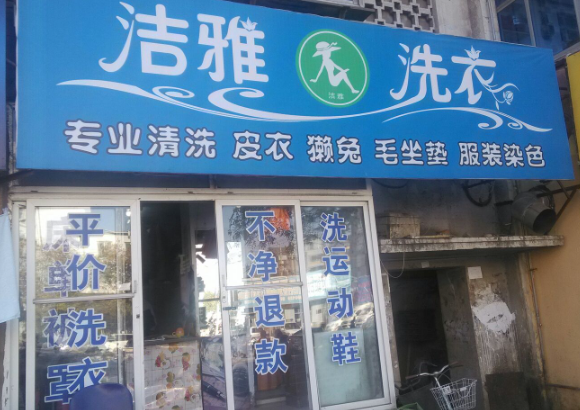 洁雅 洗衣
专业清洗 皮衣 獭兔 毛坐垫 服装染色
平价洗衣
不净退款
洗运动鞋